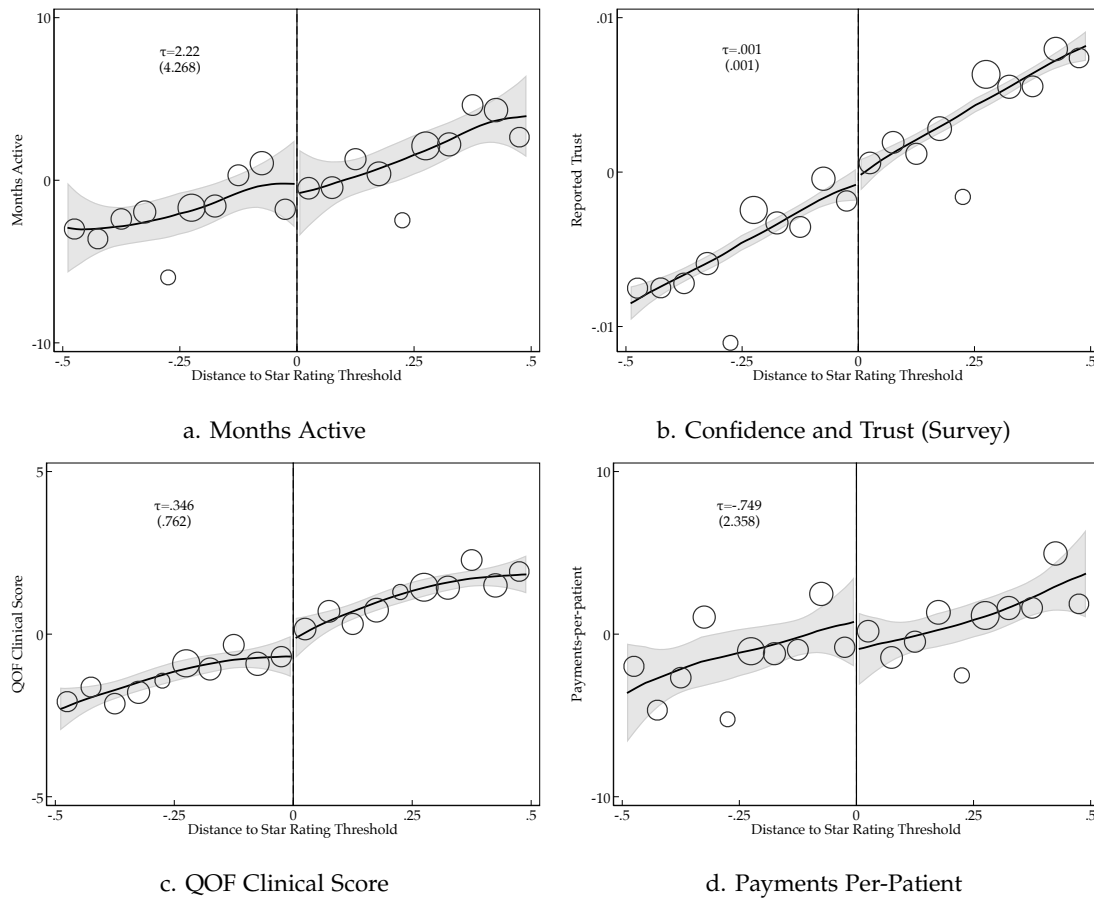 10
τ=2.22
(4.268)
Months Active
0
-10
-.5
-.25
0
.25
.5
Distance to Star Rating Threshold
a. Months Active
.01
τ=.001
(.001)
Reported Trust
0
-.01
-.5
-.25
0
.25
.5
Distance to Star Rating Threshold
b. Confidence and Trust (Survey)
5
τ=.346
(.762)
QOF Clinical Score
0
-5
-.5
-.25
0
.25
.5
Distance to Star Rating Threshold
c. QOF Clinical Score
10
τ=-.749
(2.358)
Payments-per-patient
0
-10
-.5
-.25
0
.25
.5
Distance to Star Rating Threshold
d. Payments Per-Patient